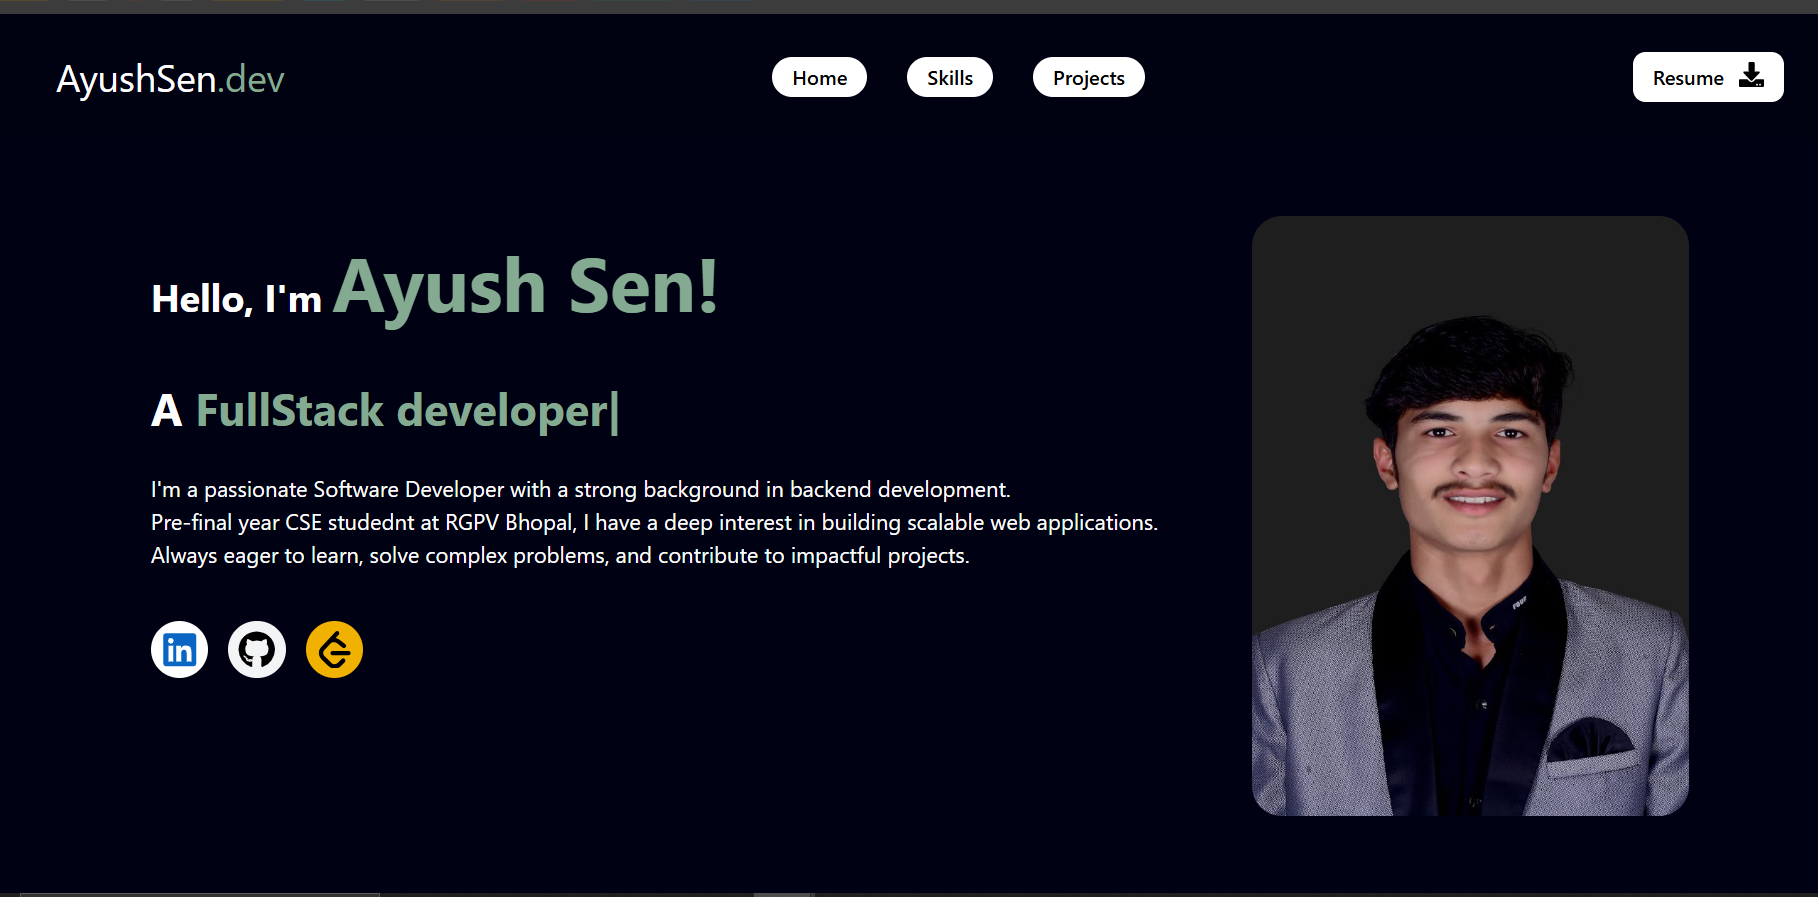 AyushSen.dev
Home
Skills
Projects
Resume
Hello, I'm Ayush Sen!
A FullStack developer|
I'm a passionate Software Developer with a strong background in backend development.
Pre-final year CSE studednt at RGPV Bhopal, I have a deep interest in building scalable web applications.
Always eager to learn, solve complex problems, and contribute to impactful projects.
in
FOUR